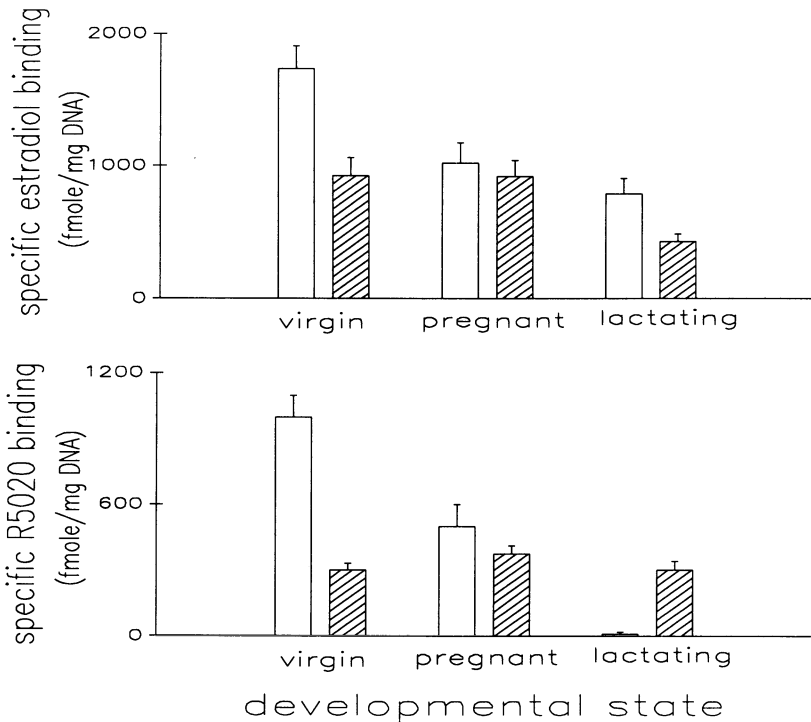 specific estradiol binding
(fmole/mg DNA)
2000
1000
0
virgin pregnant lactating
specific R5020 binding
(fmole/mg DNA)
1200
600
0
virgin pregnant lactating
developmental state